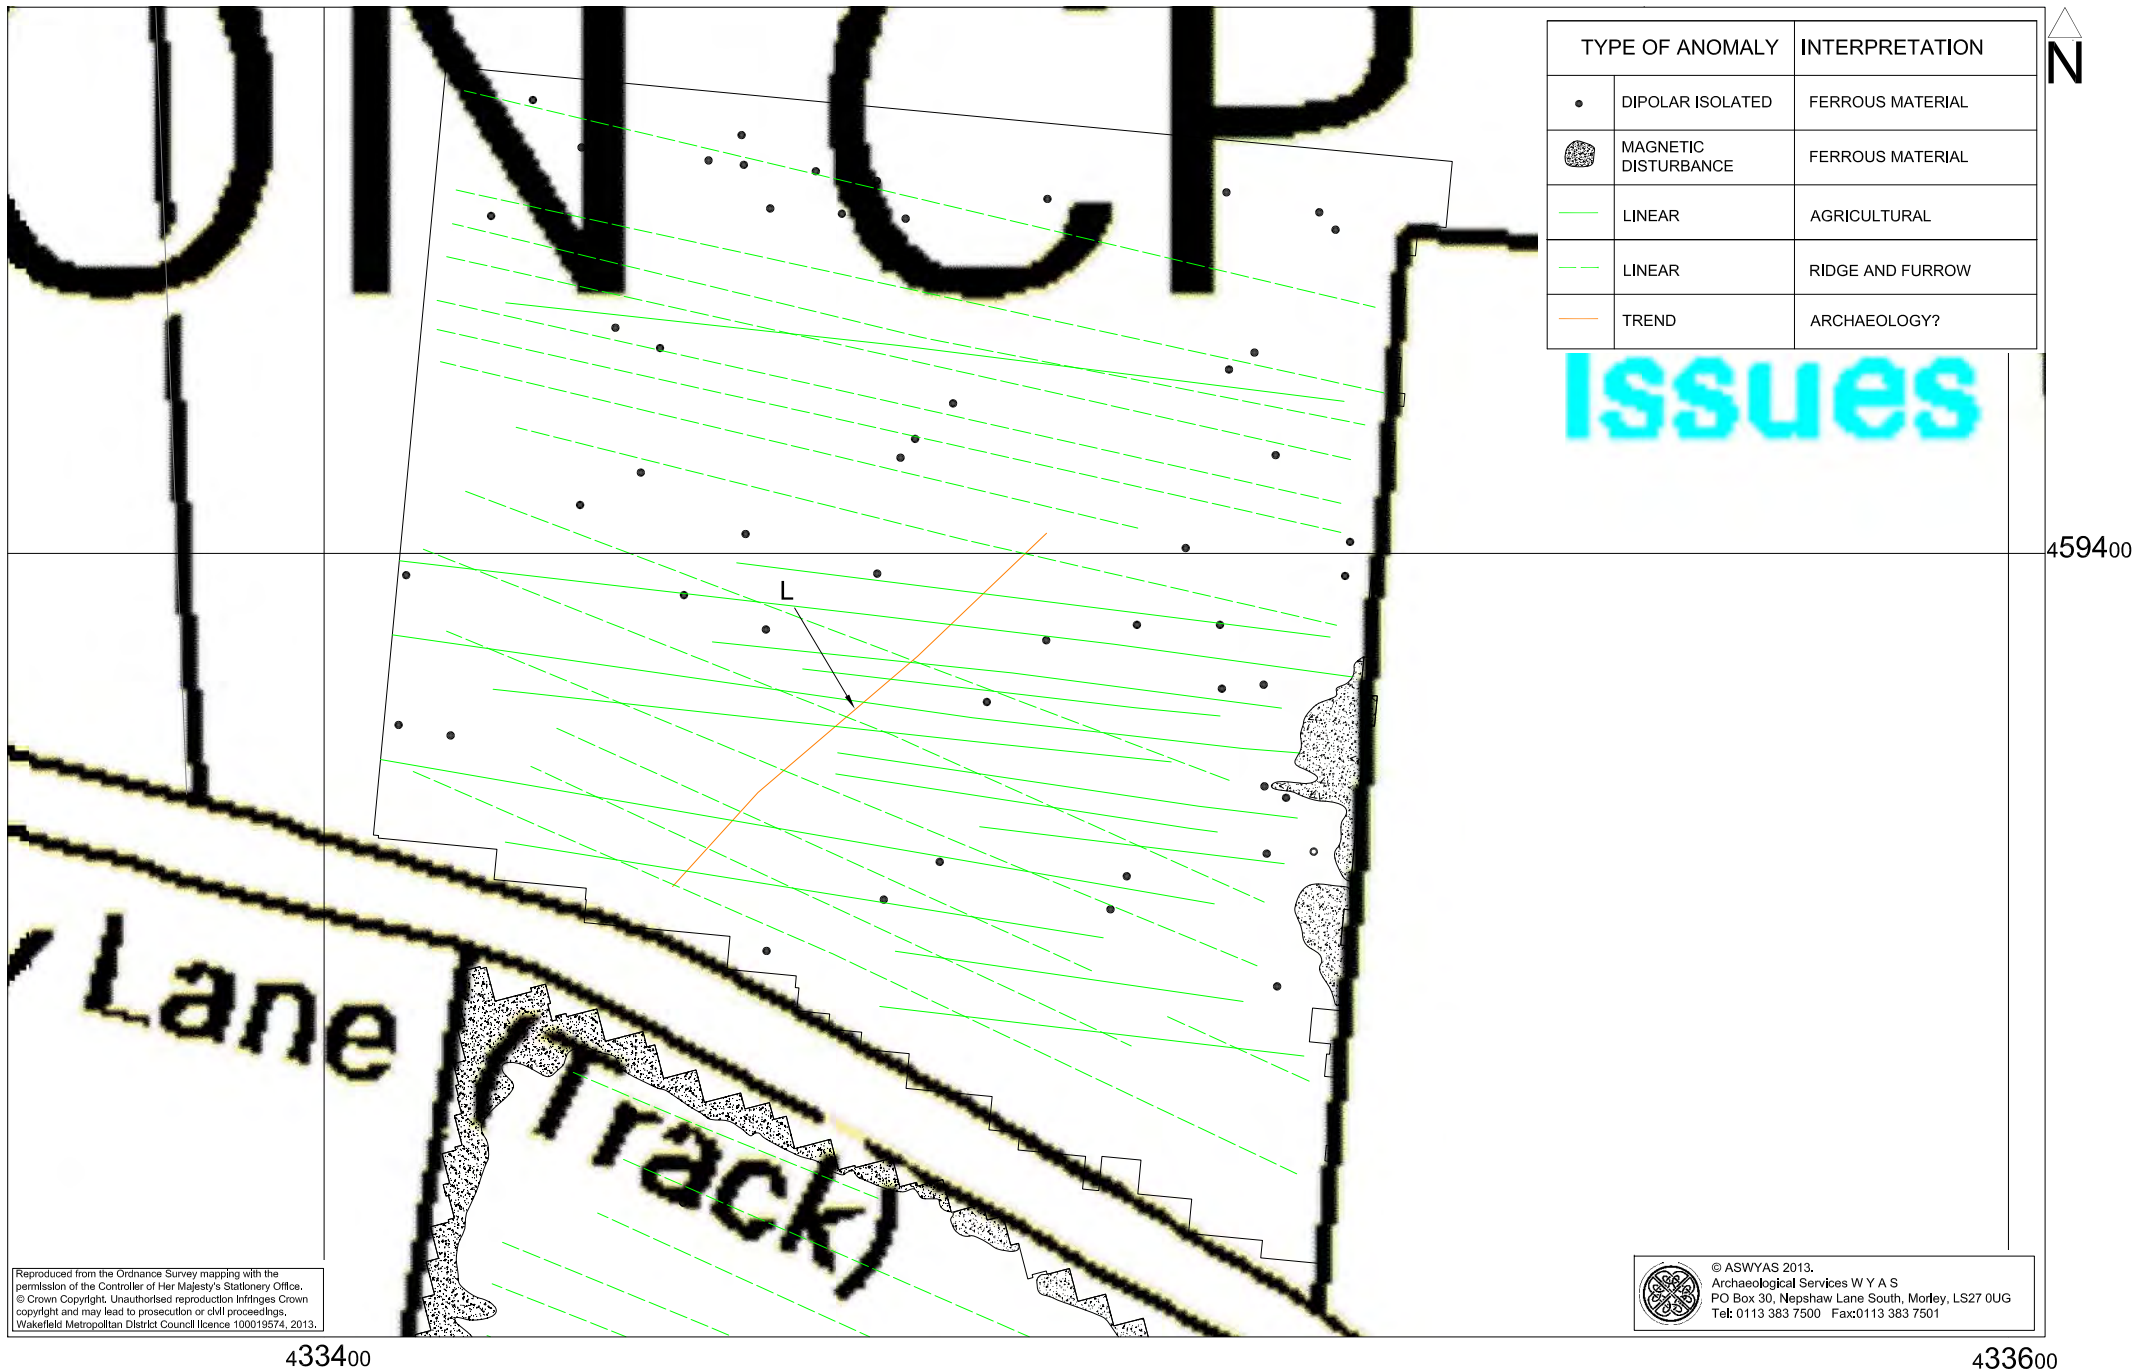 ON CP
N
TYPE OF ANOMALY INTERPRETATION
DIPOLAR ISOLATED FERROUS MATERIAL
MAGNETIC
DISTURBANCE
FERROUS MATERIAL
LINEAR AGRICULTURAL
LINEAR RIDGE AND FURROW
TREND ARCHAEOLOGY?
Issues
459400
L
y Lane (Track)
Reproduced from the Ordnance Survey mapping with the
permission of the Controller of Her Majesty's Stationery Office.
© Crown Copyright. Unauthorised reproduction infringes Crown
copyright and may lead to prosecution or civil proceedings,
Wakefield Metropolitan District Council licence 100019574, 2013.
© ASWYAS 2013.
Archaeological Services W Y A S
PO Box 30, Nepshaw Lane South, Morley, LS27 0UG
Tel: 0113 383 7500 Fax:0113 383 7501
433400
433600